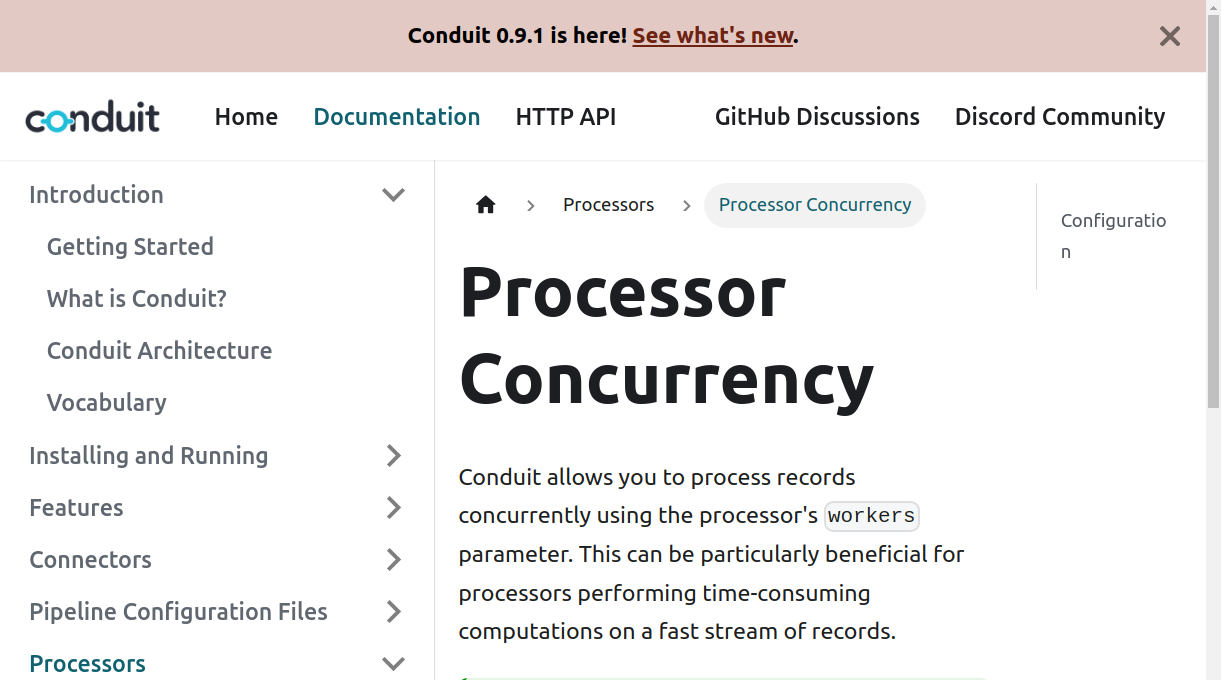 Conduit 0.9.1 is here! See what's new.
conduit
Home
Documentation
HTTP API
GitHub Discussions
Discord Community
Introduction
Getting Started
What is Conduit?
Conduit Architecture
Vocabulary
Installing and Running
Features
Connectors
Pipeline Configuration Files
Processors
Processors
Processor Concurrency
Processor
Concurrency
Conduit allows you to process records
concurrently using the processor's workers
parameter. This can be particularly beneficial for
processors performing time-consuming
computations on a fast stream of records.
Configuratio
n